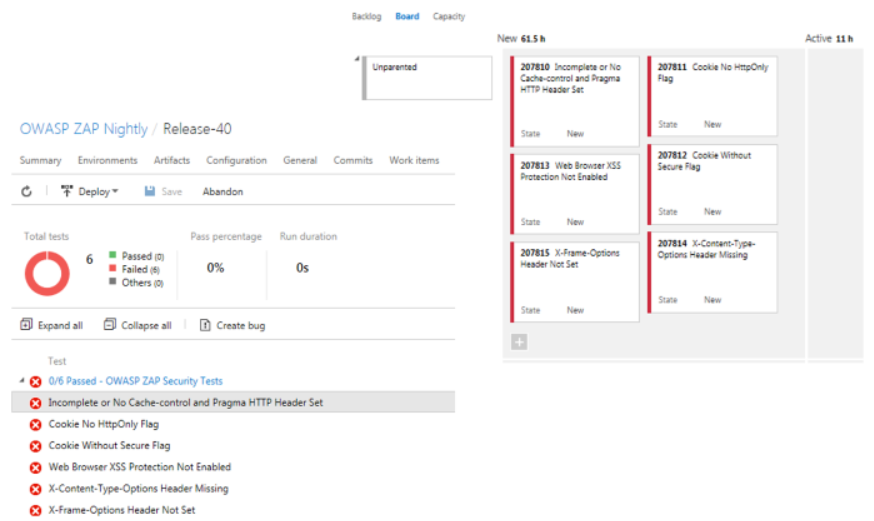 Backlog Board Capacity
New 61.5 h
Active 11 h
Unparented
207810 Incomplete or No
Cache-control and Pragma
HTTP Header Set
State New
207811 Cookie No HttpOnly
Flag
State New
207813 Web Browser XSS
Protection Not Enabled
State New
207812 Cookie Without
Secure Flag
State New
207815 X-Frame-Options
Header Not Set
State New
207814 X-Content-Type-
Options Header Missing
State New
OWASP ZAP Nightly / Release-40
Summary Environments Artifacts Configuration General Commits Work items
Deploy Save Abandon
Total tests
6
Passed (0)
Failed (6)
Others (0)
Pass percentage
0%
Run duration
0s
Expand all Collapse all Create bug
Test
0/6 Passed - OWASP ZAP Security Tests
Incomplete or No Cache-control and Pragma HTTP Header Set
Cookie No HttpOnly Flag
Cookie Without Secure Flag
Web Browser XSS Protection Not Enabled
X-Content-Type-Options Header Missing
X-Frame-Options Header Not Set